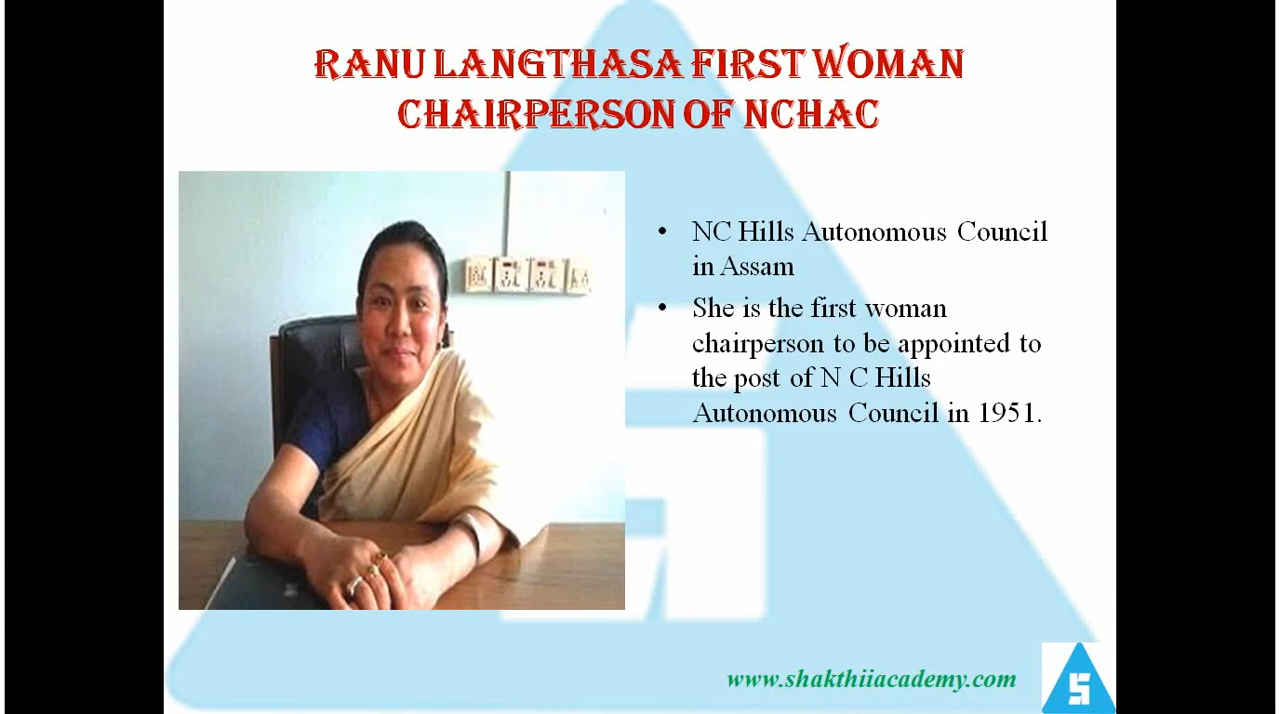 RANU LANGTHASA FIRST WOMAN
CHAIRPERSON OF NCHAC
• NC Hills Autonomous Council
in Assam
• She is the first woman
chairperson to be appointed to
the post of N C Hills
Autonomous Council in 1951.
www.shakthiiacademy.com
S